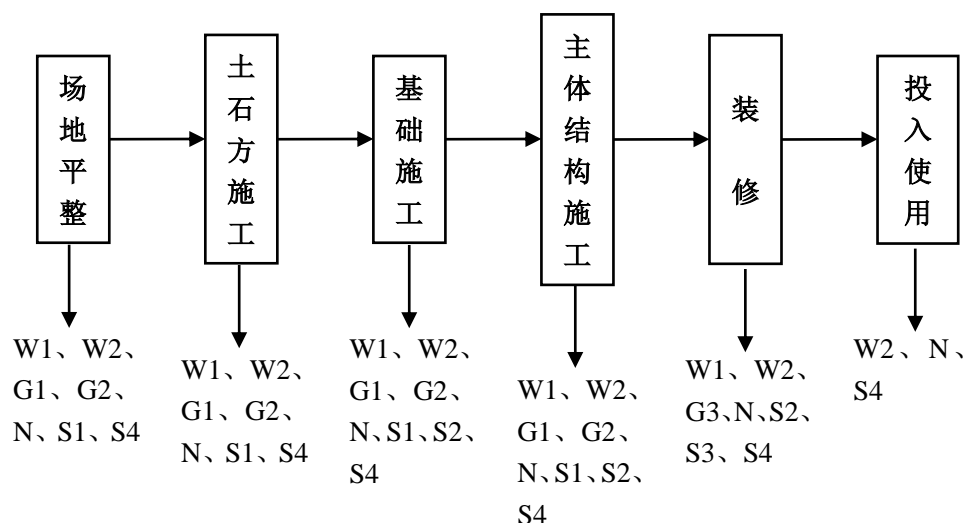 场地平整
土石方施工
基础施工
主体结构施工
装修
投入使用
W1、W2、
G1、G2、
N、S1、S4
W1、W2、
G1、G2、
N、S1、S4
W1、W2、
G1、G2、
N、S1、S2、
S4
W1、W2、
G1、G2、
N、S1、S2、
S4
W1、W2、
G3、N、S2、
S3、S4
W2、N、
S4